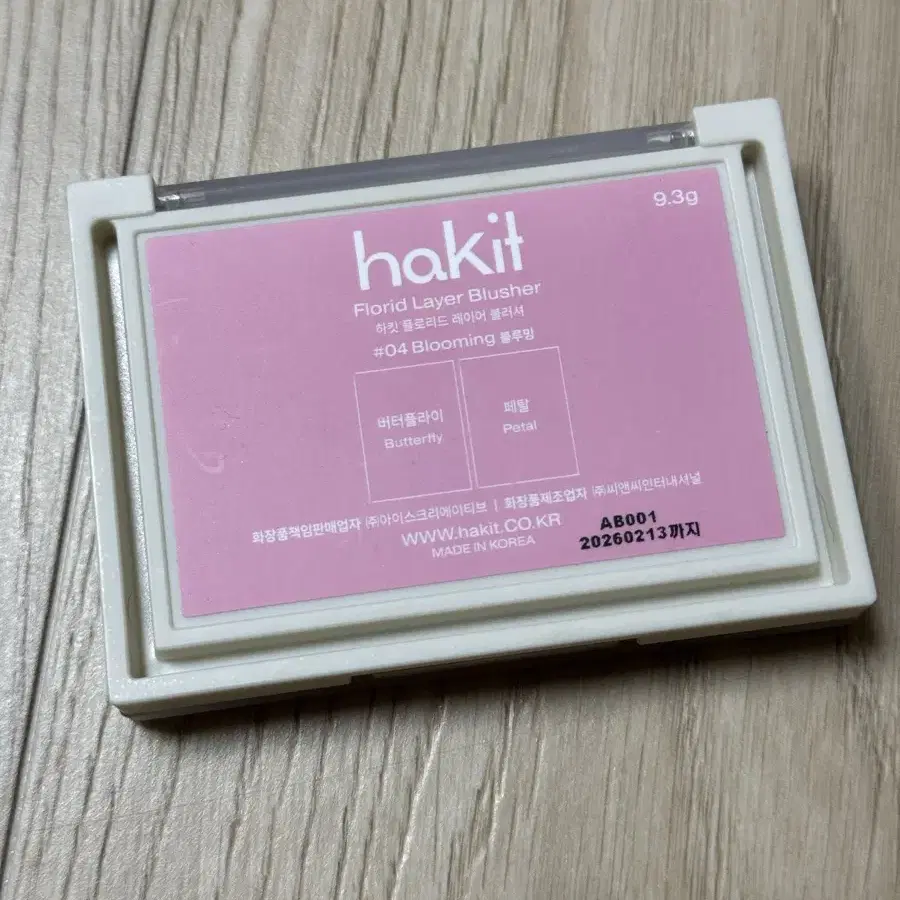 9.3g
hakit
Florid Layer Blusher
하킷 플로리드 레이어 블러셔
#04 Blooming 블루밍
버터플라이
Butterfly
페탈
Petal
화장품책임판매업자 ㈜아이스크리에이티브 | 화장품제조업자 ㈜씨앤씨인터내셔널
WWW.hakit.CO.KR
MADE IN KOREA
AB001
20260213까지